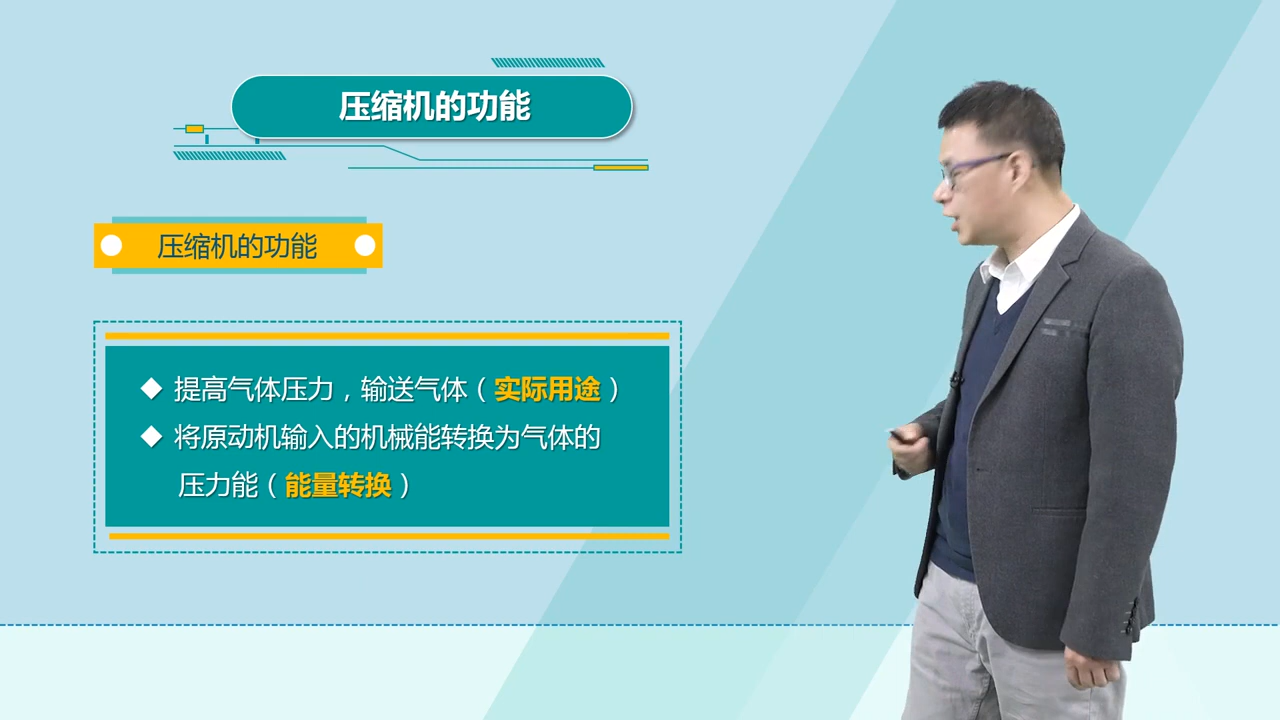 压缩机的功能
压缩机的功能
◆ 提高气体压力，输送气体（实际用途）
◆ 将原动机输入的机械能转换为气体的
压力能（能量转换）